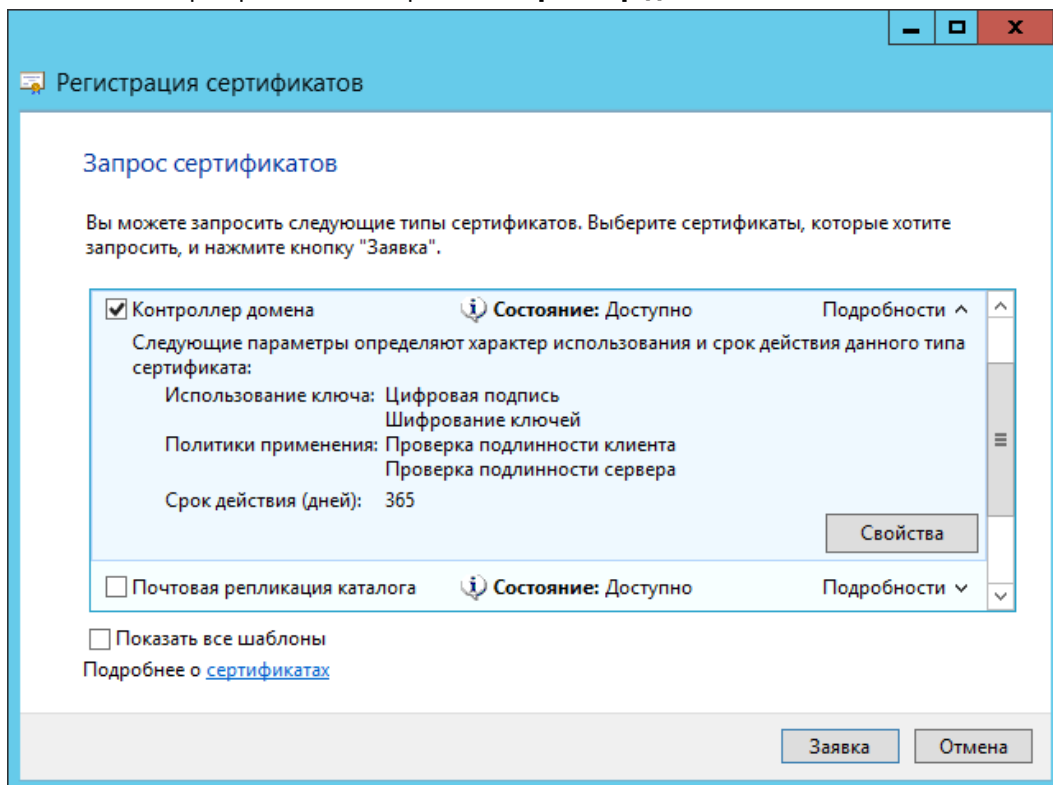 Регистрация сертификатов
Запрос сертификатов
Вы можете запросить следующие типы сертификатов. Выберите сертификаты, которые хотите
запросить, и нажмите кнопку "Заявка".
Контроллер домена Состояние: Доступно Подробности
Следующие параметры определяют характер использования и срок действия данного типа
сертификата:
Использование ключа: Цифровая подпись
Шифрование ключей
Политики применения: Проверка подлинности клиента
Проверка подлинности сервера
Срок действия (дней): 365
Свойства
Почтовая репликация каталога Состояние: Доступно Подробности
Показать все шаблоны
Подробнее о сертификатах
Заявка Отмена